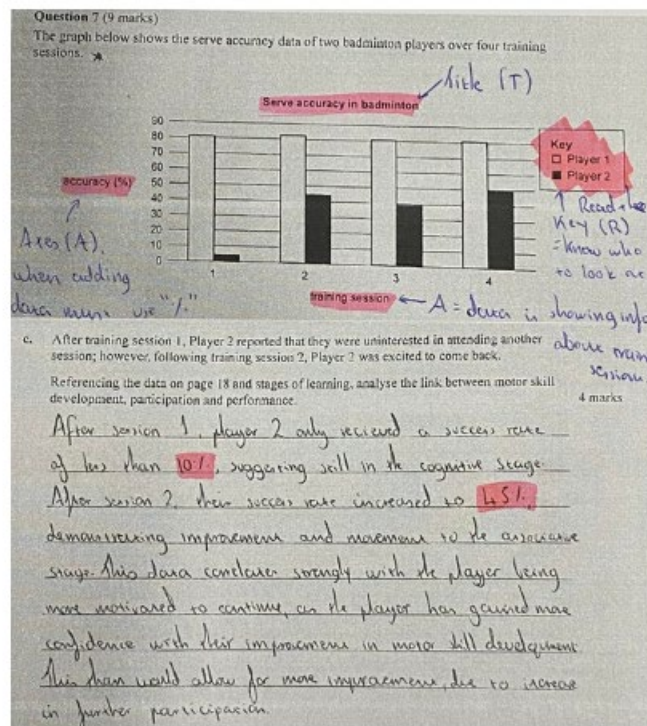 Question 7 (9 marks)
The graph below shows the serve accuracy data of two badminton players over four training
sessions. *
Title (T)
Serve accuracy in badminton
90
80
70
60
50
40
30
20
10
0
accuracy (%)
1
2
3
4
training session
Key
Player 1
Player 2
Axes (A).
when adding
data must use "%"
Read the
Key (R)
= Know who
to look at
A = data is showing info
about train
sessions
c. After training session 1, Player 2 reported that they were uninterested in attending another
session; however, following training session 2, Player 2 was excited to come back.
Referencing the data on page 18 and stages of learning, analyse the link between motor skill
development, participation and performance.
4 marks
After session 1, player 2 only recieved a success rate
of less than 10%, suggesting still in the cognitive stage.
After session 2, their success rate increased to 45%,
demonstrating improvement and movement to the associative
stage. This data correlates strongly with the player being
more motivated to continue, as the player has gained more
confidence with their improvement in motor skill development
This than would allow for more improvement, due to increase
in further participation.